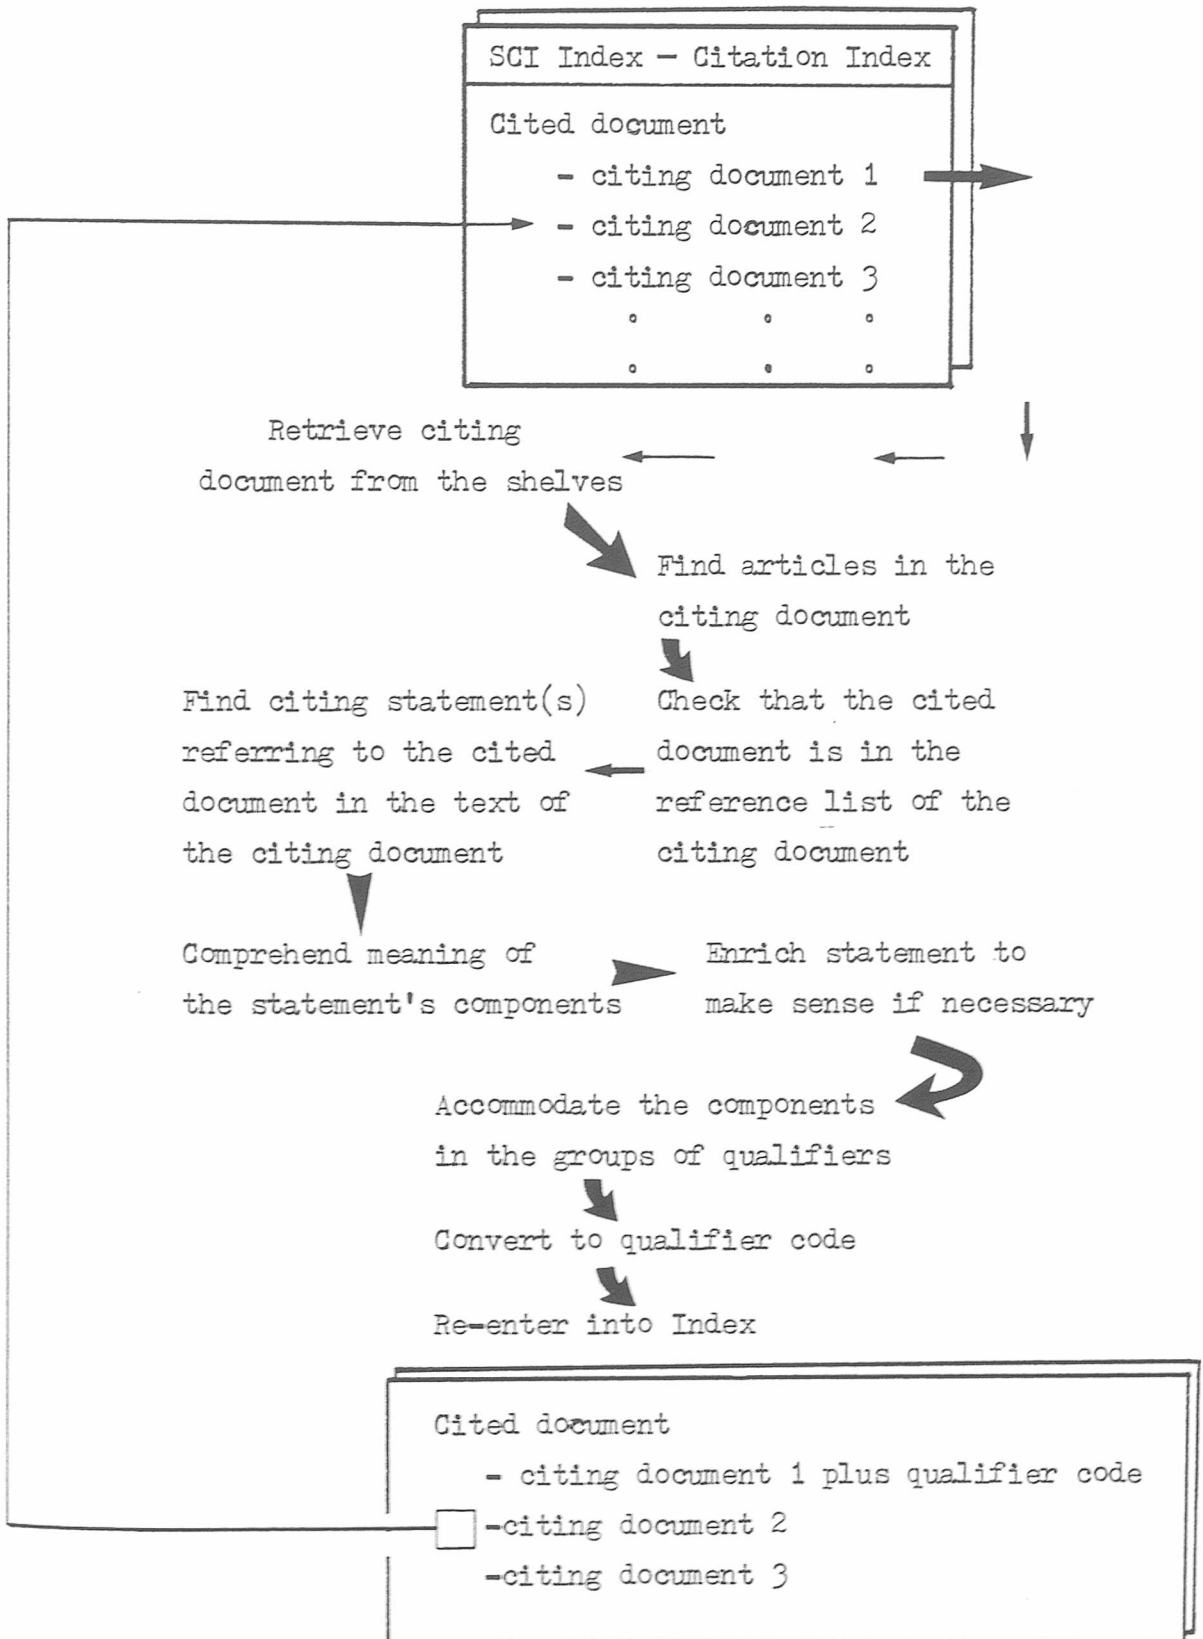 SCI Index – Citation Index
Cited document
- citing document 1
- citing document 2
- citing document 3
Retrieve citing
document from the shelves
Find articles in the
citing document
Check that the cited
document is in the
reference list of the
citing document
Find citing statement(s)
referring to the cited
document in the text of
the citing document
Comprehend meaning of
the statement's components
Enrich statement to
make sense if necessary
Accommodate the components
in the groups of qualifiers
Convert to qualifier code
Re-enter into Index
Cited document
- citing document 1 plus qualifier code
-citing document 2
-citing document 3